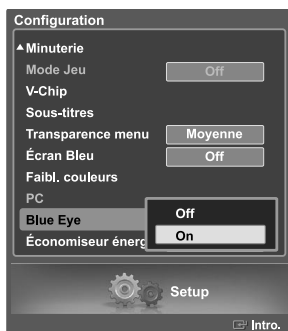 Configuration
Minuterie
Mode Jeu Off
V-Chip
Sous-titres
Transparence menu Moyenne
Écran Bleu Off
Faibl. couleurs
PC
Off
Blue Eye
On
Économiseur énerg
Setup
Intro.